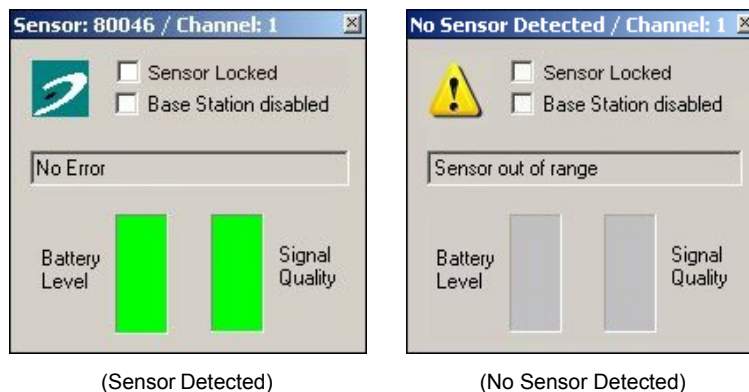 Sensor: 80046 / Channel: 1
Sensor Locked
Base Station disabled
No Error
Battery
Level
Signal
Quality
(Sensor Detected)
No Sensor Detected / Channel: 1
Sensor Locked
Base Station disabled
Sensor out of range
Battery
Level
Signal
Quality
(No Sensor Detected)